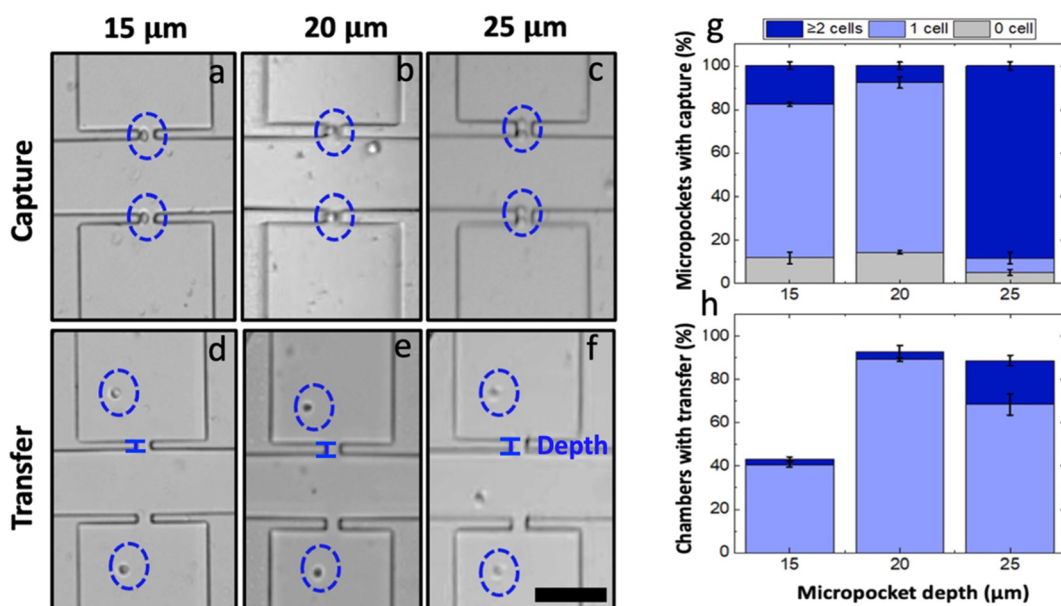 15 µm 20 µm 25 µm
Capture
a b c
Transfer
d e f
Depth
g
≥2 cells 1 cell 0 cell
Micropockets with capture (%)
100
80
60
40
20
0
15 20 25
h
Chambers with transfer (%)
100
80
60
40
20
0
15 20 25
Micropocket depth (µm)